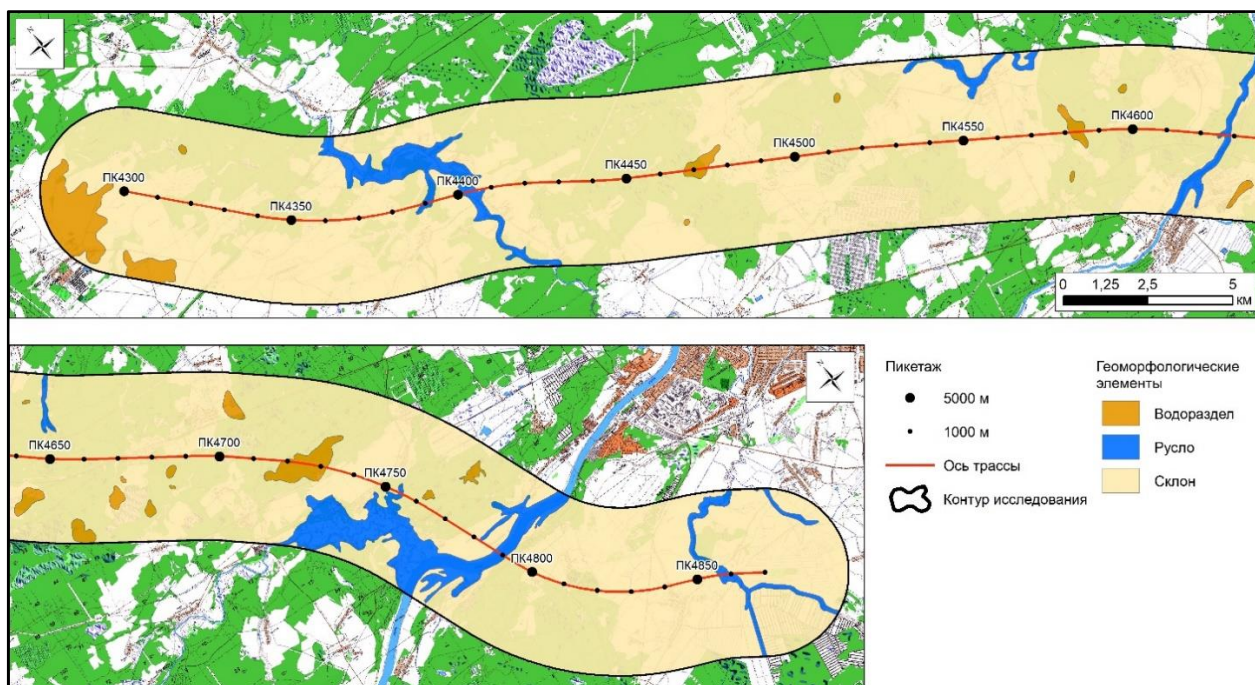 ПК4300
ПК4350
ПК4400
ПК4450
ПК4500
ПК4550
ПК4600
0 1,25 2,5 5
км
ПК4650
ПК4700
ПК4750
ПК4800
ПК4850
Пикетаж
5000 м
1000 м
Ось трассы
Контур исследования
Геоморфологические
элементы
Водораздел
Русло
Склон